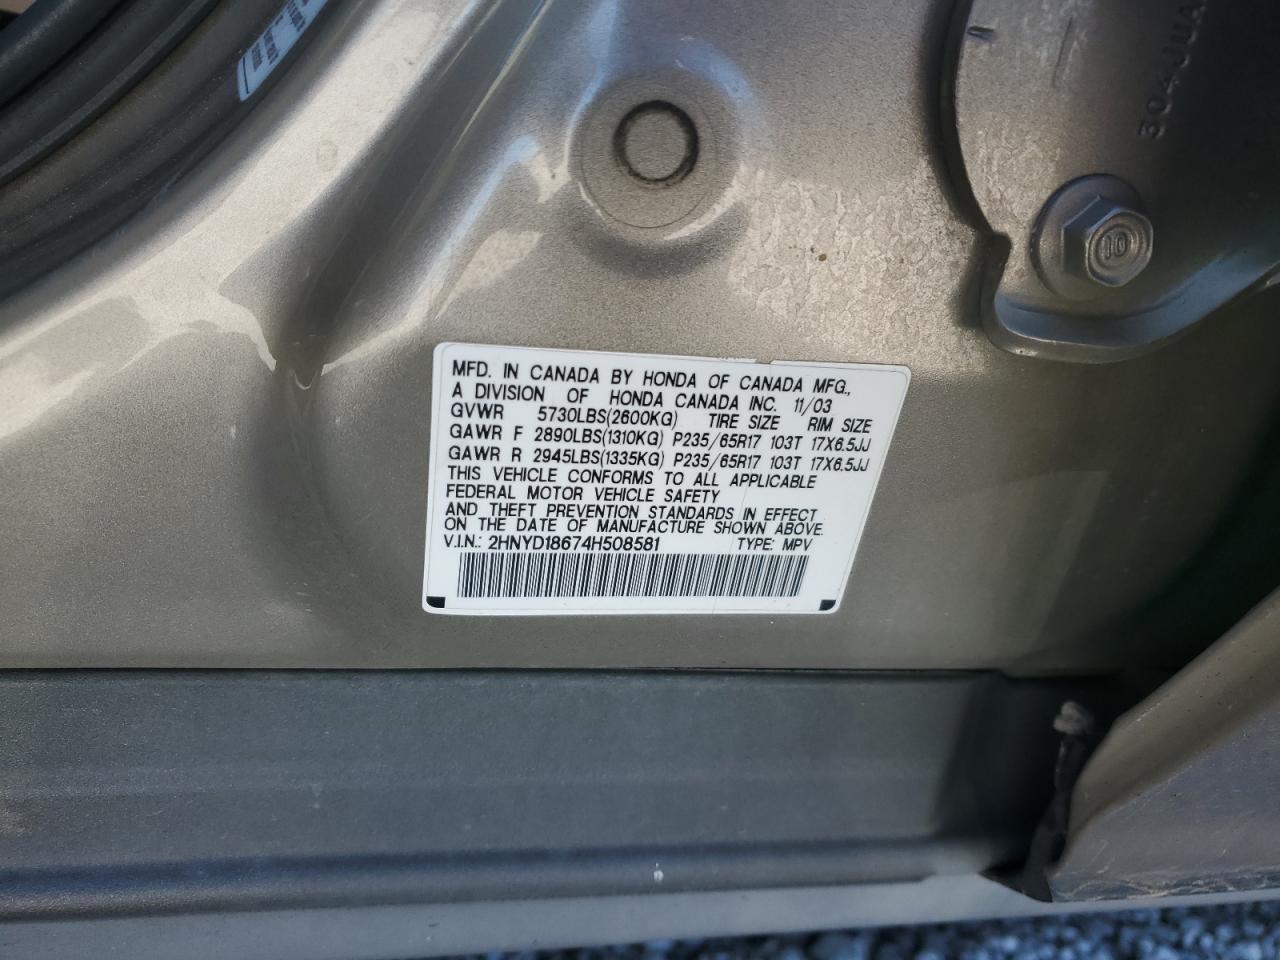 304JUA
10
MFD. IN CANADA BY HONDA OF CANADA MFG.,
A DIVISION OF HONDA CANADA INC. 11/03
GVWR 5730LBS(2600KG) TIRE SIZE RIM SIZE
GAWR F 2890LBS(1310KG) P235/65R17 103T 17X6.5JJ
GAWR R 2945LBS(1335KG) P235/65R17 103T 17X6.5JJ
THIS VEHICLE CONFORMS TO ALL APPLICABLE
FEDERAL MOTOR VEHICLE SAFETY
AND THEFT PREVENTION STANDARDS IN EFFECT
ON THE DATE OF MANUFACTURE SHOWN ABOVE.
V.I.N.: 2HNYD18674H508581 TYPE: MPV